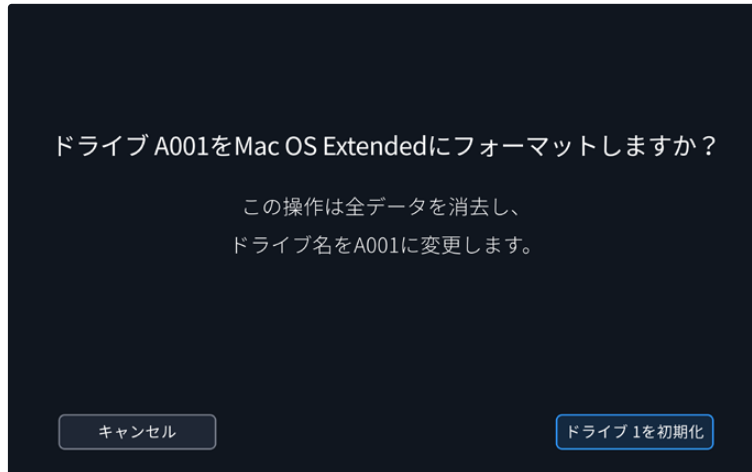 ドライブ A001をMac OS Extendedにフォーマットしますか？
この操作は全データを消去し、
ドライブ名をA001に変更します。
キャンセル
ドライブ 1を初期化